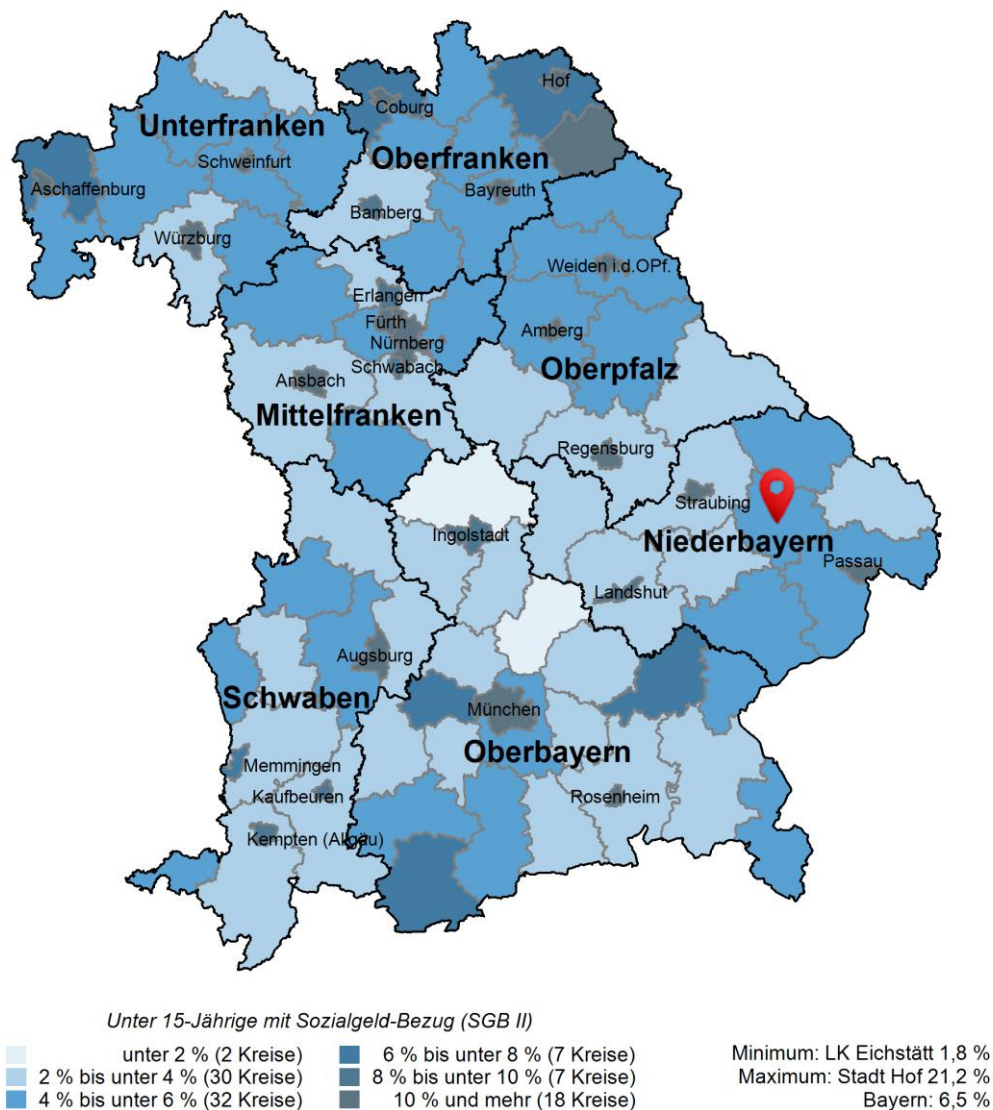 Hof
Coburg
Unterfranken
Oberfranken
Schweinfurt
Aschaffenburg
Bayreuth
Bamberg
Würzburg
Weiden i.d.OPf.
Erlangen
Fürth
Amberg
Nürnberg
Schwabach
Oberpfalz
Ansbach
Mittelfranken
Regensburg
Straubing
Ingolstadt
Niederbayern
Passau
Landshut
Augsburg
Schwaben
München
Oberbayern
Memmingen
Kaufbeuren
Rosenheim
Kempten (Allgäu)
Unter 15-Jährige mit Sozialgeld-Bezug (SGB II)
unter 2 % (2 Kreise)
2 % bis unter 4 % (30 Kreise)
4 % bis unter 6 % (32 Kreise)
6 % bis unter 8 % (7 Kreise)
8 % bis unter 10 % (7 Kreise)
10 % und mehr (18 Kreise)
Minimum: LK Eichstätt 1,8 %
Maximum: Stadt Hof 21,2 %
Bayern: 6,5 %